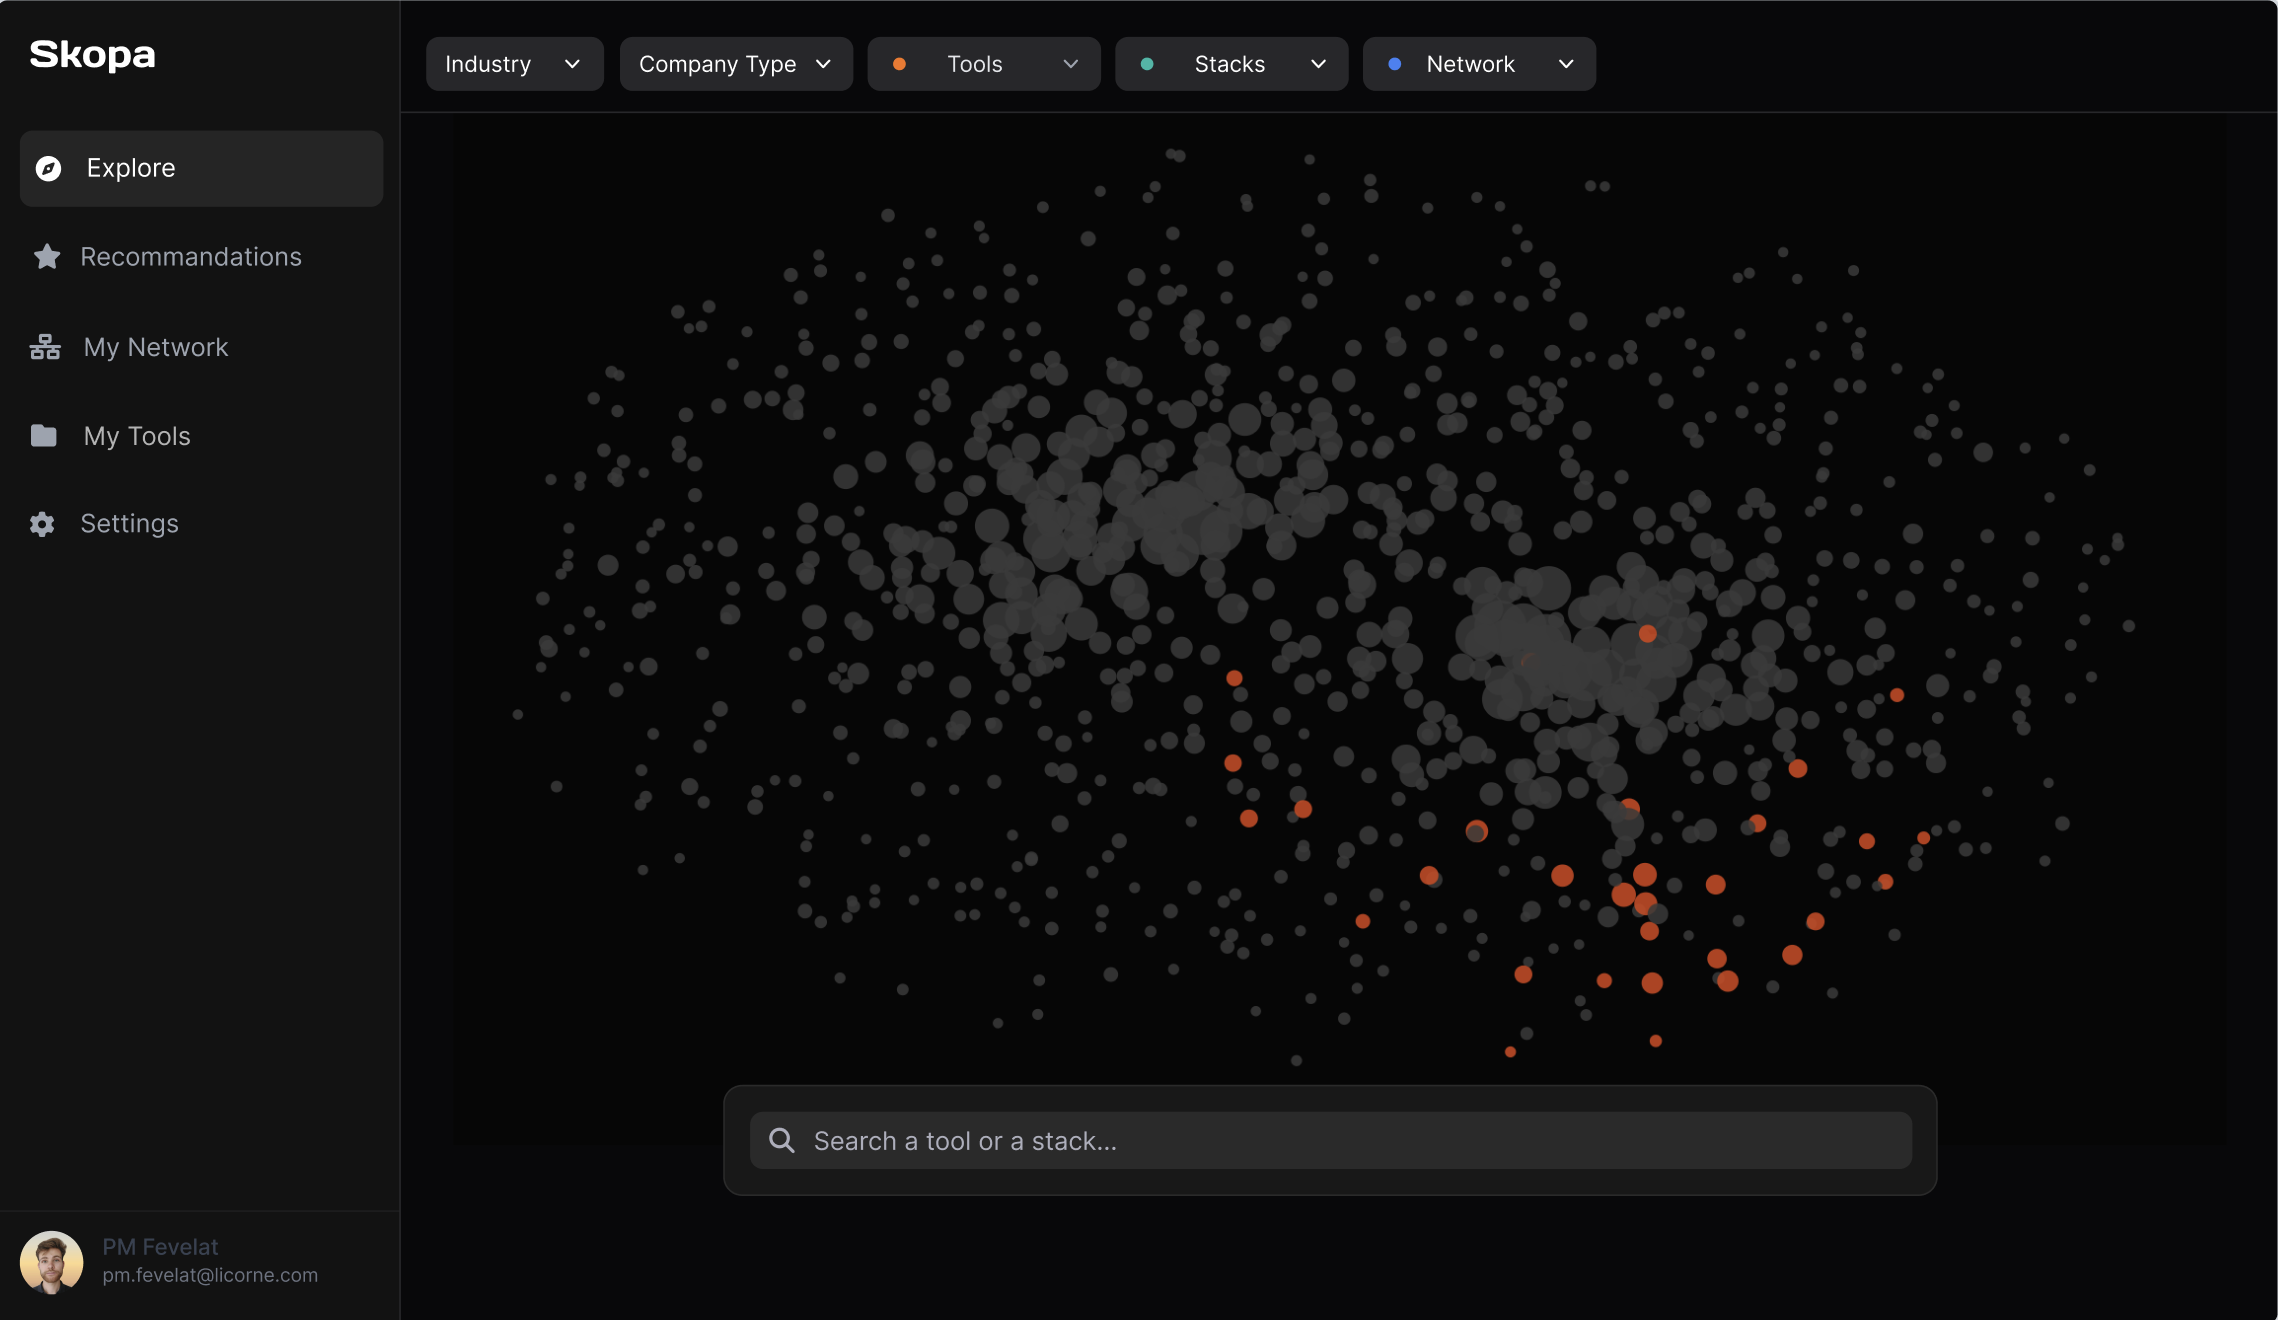 Skopa
Industry
Company Type
Tools
Stacks
Network
Explore
Recommandations
My Network
My Tools
Settings
Search a tool or a stack...
PM Fevelat
pm.fevelat@licorne.com